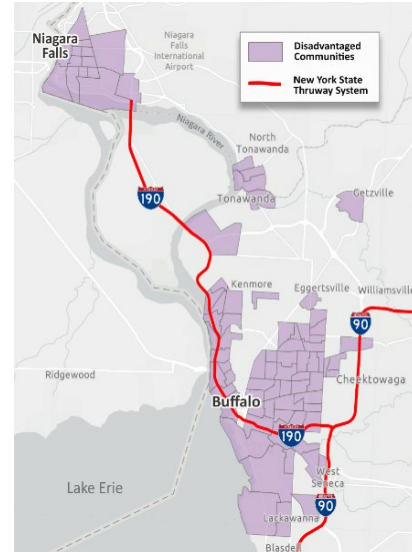 Niagara
Falls
Niagara
Falls
International
Airport
Disadvantaged
Communities
New York State
Thruway System
Niagara River
North
Tonawanda
190
Tonawanda
Getzville
Kenmore
Eggertsville
Williamsville
90
Ridgewood
Cheektowaga
Buffalo
190
West
Seneca
Lake Erie
90
Lackawanna
Blasdell